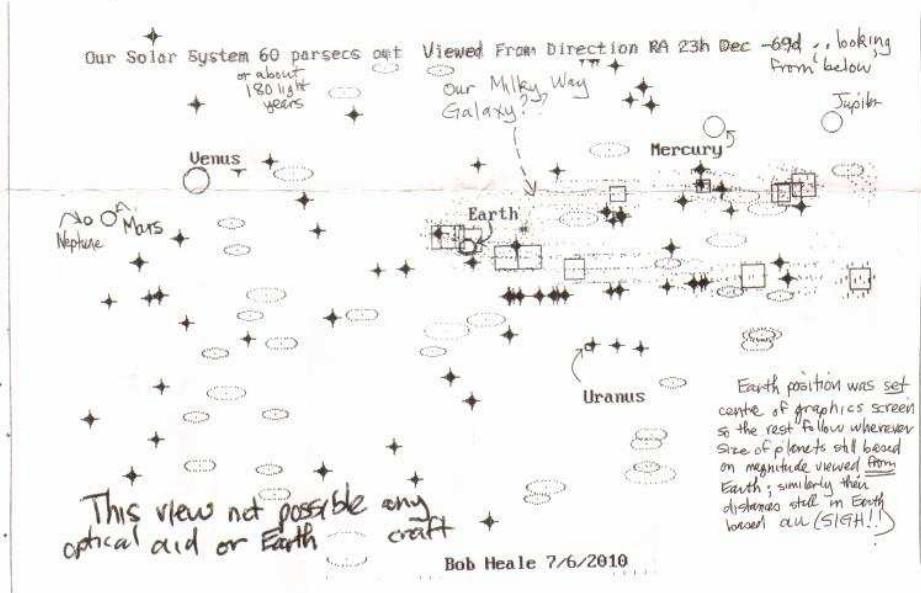 Our Solar System 60 parsecs out Viewed From Direction RA 23h Dec -69d .. looking
from below
or about
180 light
years
Our Milky Way
Galaxy??
Jupiter
Mercury
Venus
No
Neptune
Mars
Earth
Uranus
Earth position was set
centre of graphics screen
so the rest follow wherever
size of planets still based
on magnitude viewed from
Earth; similarly their
distances still in Earth
based au (SIGH!!)
This view not possible any
optical aid or Earth craft
Bob Heale 7/6/2010